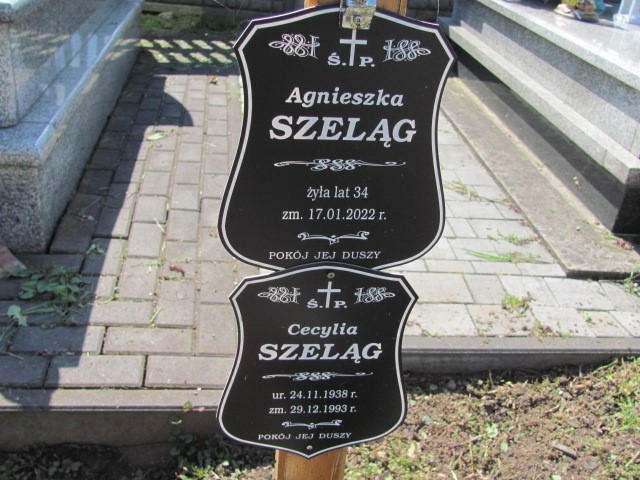 Ś. P.
Agnieszka
SZELĄG
żyła lat 34
zm. 17.01.2022 r.
POKÓJ JEJ DUSZY
Ś. P.
Cecylia
SZELĄG
ur. 24.11.1938 r.
zm. 29.12.1993 r.
POKÓJ JEJ DUSZY